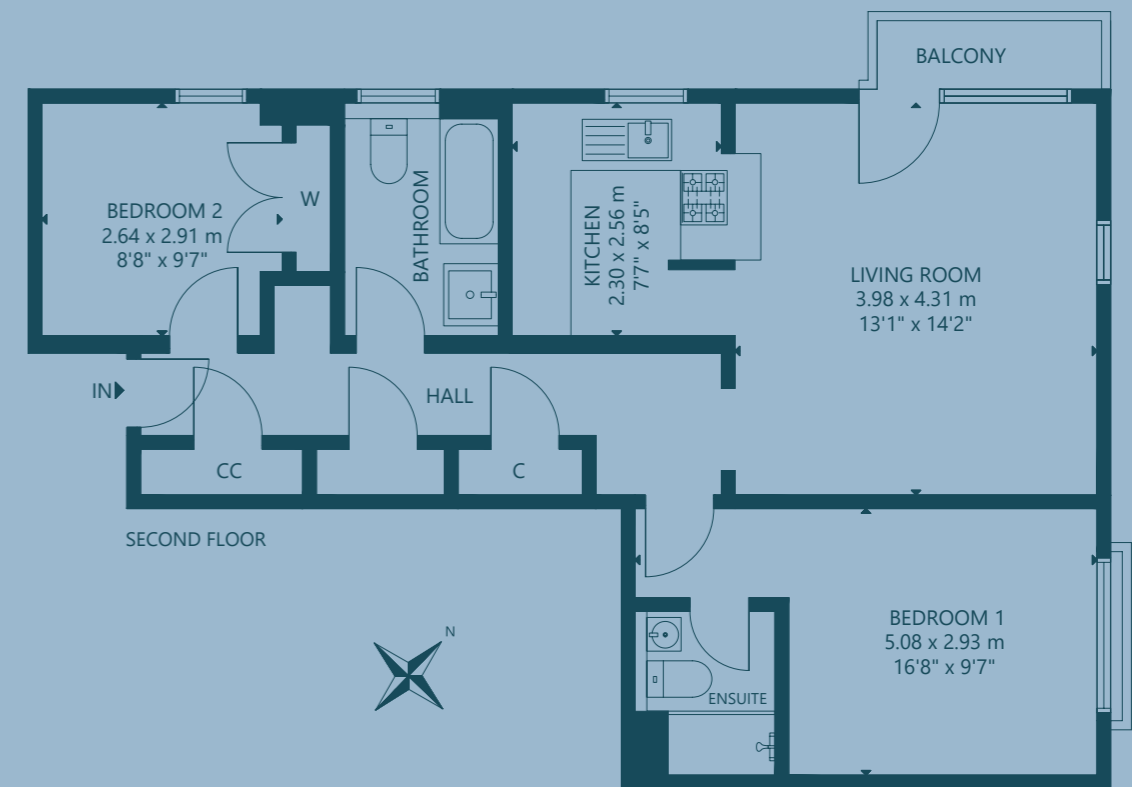 BALCONY
BEDROOM 2
2.64 x 2.91 m
8'8" x 9'7"
W
BATHROOM
KITCHEN
2.30 x 2.56 m
7'7" x 8'5"
LIVING ROOM
3.98 x 4.31 m
13'1" x 14'2"
IN
HALL
CC
C
SECOND FLOOR
N
BEDROOM 1
5.08 x 2.93 m
16'8" x 9'7"
ENSUITE